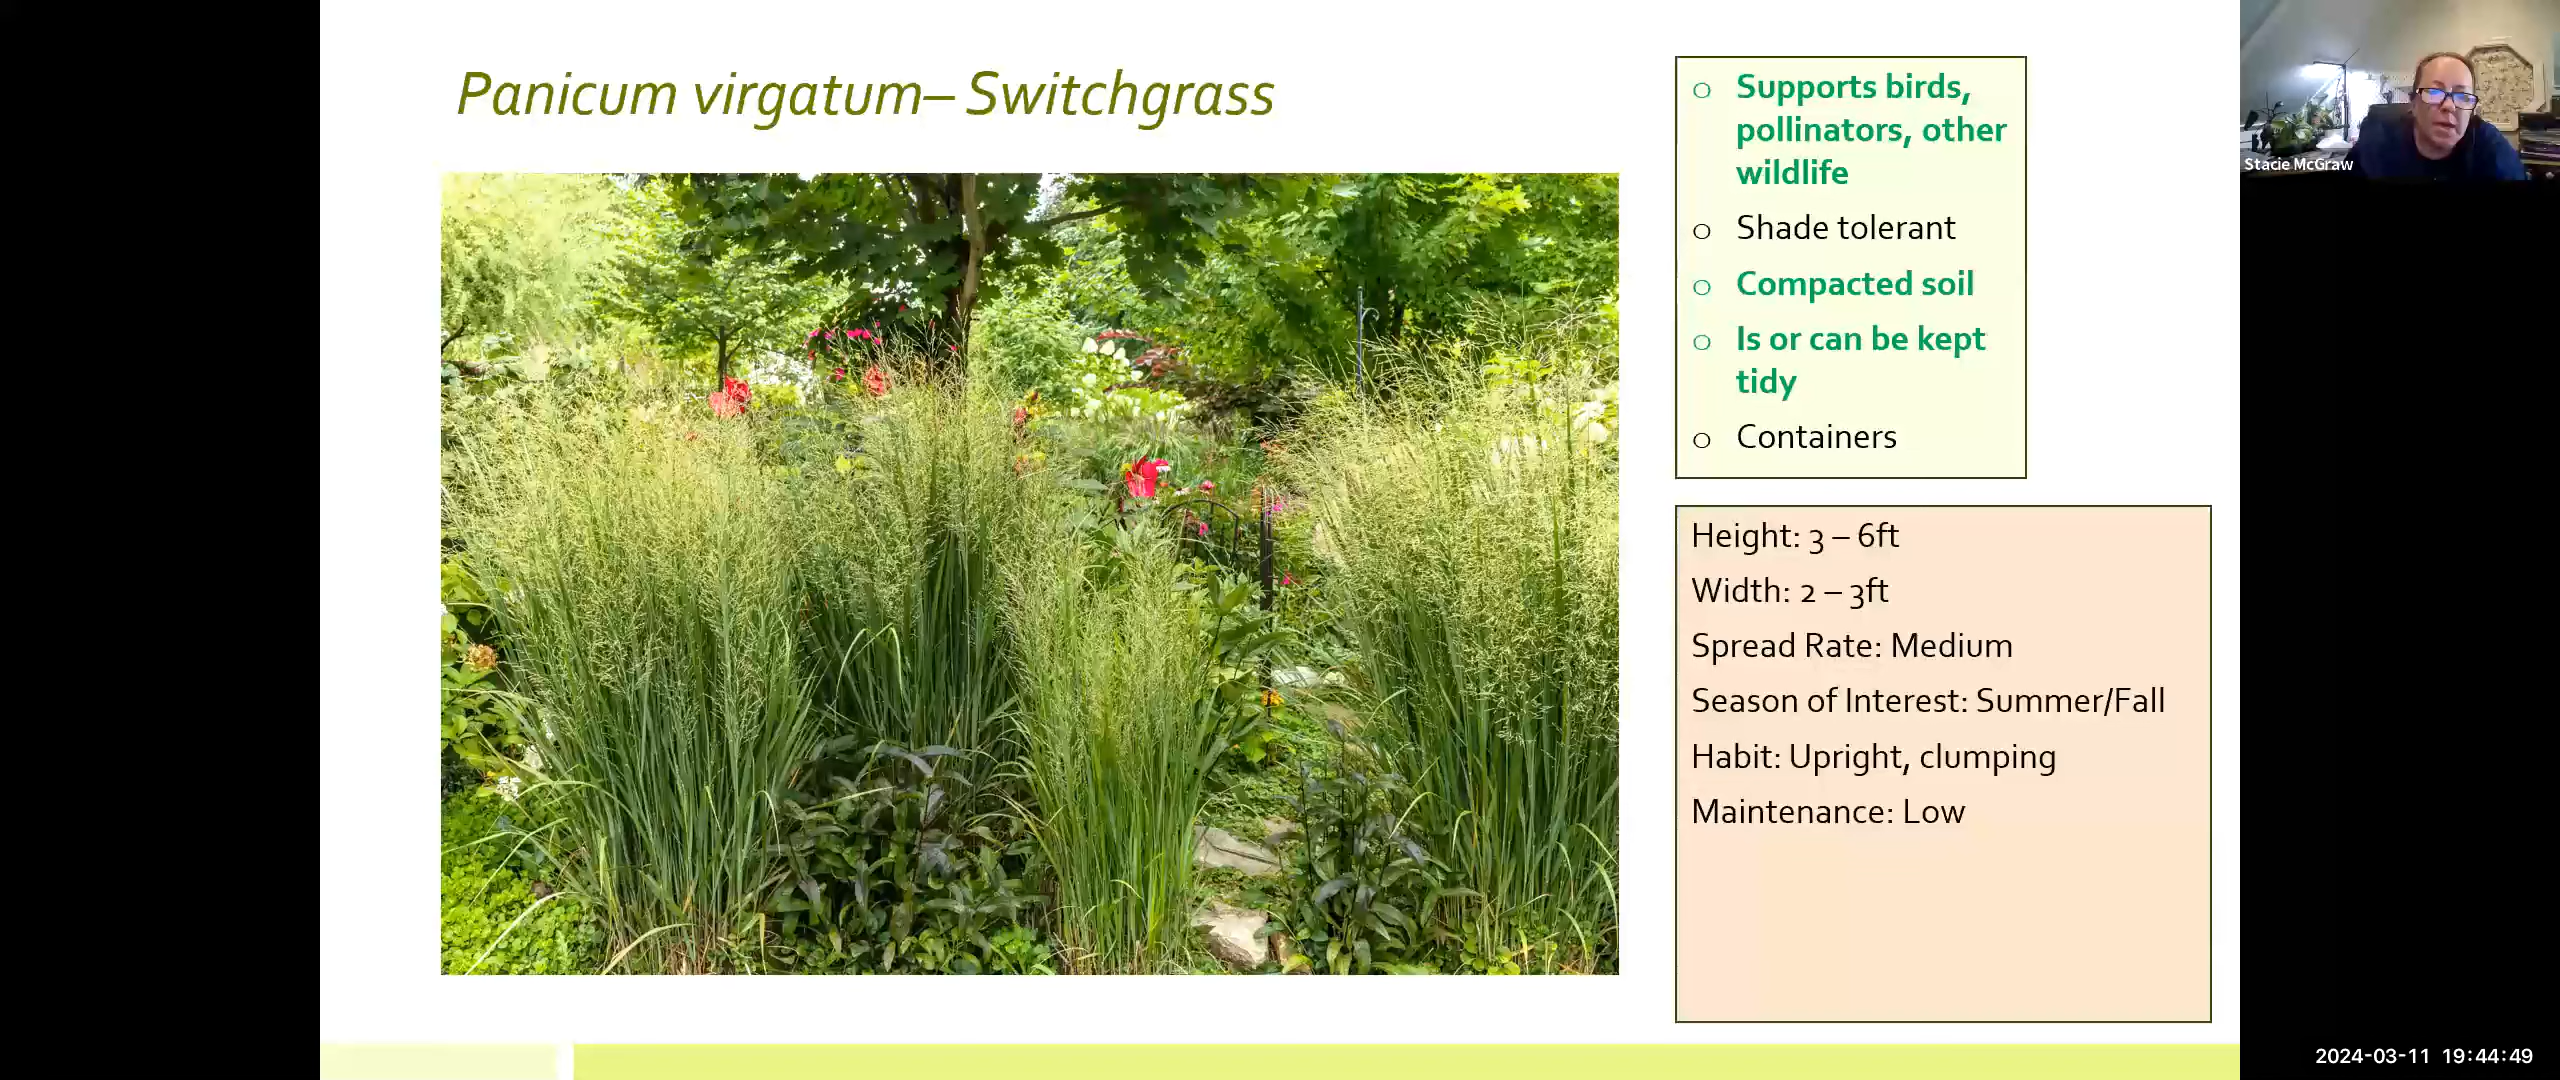 Panicum virgatum– Switchgrass
o Supports birds,
pollinators, other
wildlife
o Shade tolerant
o Compacted soil
o Is or can be kept
tidy
o Containers
Height: 3 – 6ft
Width: 2 – 3ft
Spread Rate: Medium
Season of Interest: Summer/Fall
Habit: Upright, clumping
Maintenance: Low
Stacie McGraw
2024-03-11 19:44:49